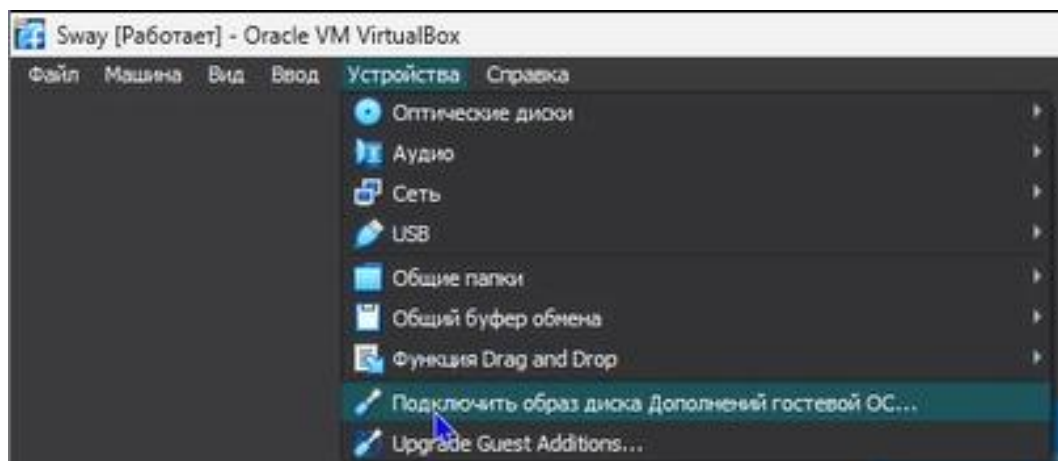 Sway [Работает] - Oracle VM VirtualBox
Файл Машина Вид Ввод Устройства Справка
Оптические диски
Аудио
Сеть
USB
Общие папки
Общий буфер обмена
Функция Drag and Drop
Подключить образ диска Дополнений гостевой ОС...
Upgrade Guest Additions...